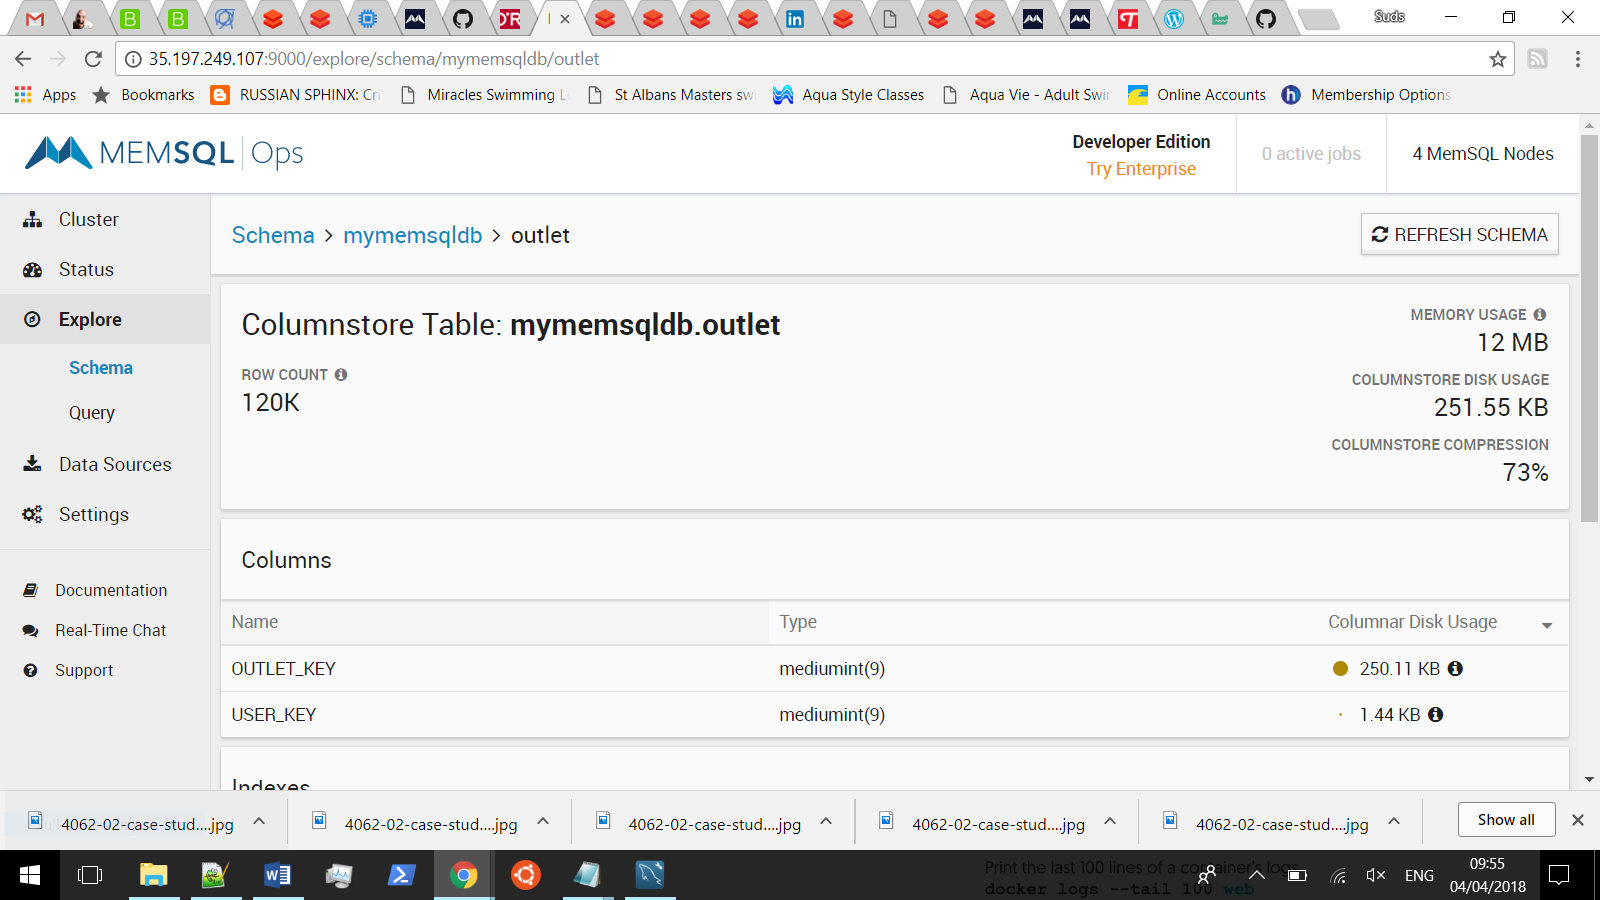 Suds
35.197.249.107:9000/explore/schema/mymemsqldb/outlet
Apps Bookmarks RUSSIAN SPHINX: Cri Miracles Swimming L St Albans Masters swi Aqua Style Classes Aqua Vie - Adult Swim Online Accounts Membership Options
MEMSQL Ops
Developer Edition
Try Enterprise
0 active jobs
4 MemSQL Nodes
Cluster
Status
Explore
Schema
Query
Data Sources
Settings
Documentation
Real-Time Chat
Support
Schema > mymemsqldb > outlet
REFRESH SCHEMA
Columnstore Table: mymemsqldb.outlet
ROW COUNT
120K
MEMORY USAGE
12 MB
COLUMNSTORE DISK USAGE
251.55 KB
COLUMNSTORE COMPRESSION
73%
Columns
Name Type Columnar Disk Usage
OUTLET_KEY mediumint(9) 250.11 KB
USER_KEY mediumint(9) 1.44 KB
Indexes
4062-02-case-stud....jpg 4062-02-case-stud....jpg 4062-02-case-stud....jpg 4062-02-case-stud....jpg 4062-02-case-stud....jpg Show all
Print the last 100 lines of a container's logs
docker logs --tail 100 web
ENG
09:55
04/04/2018